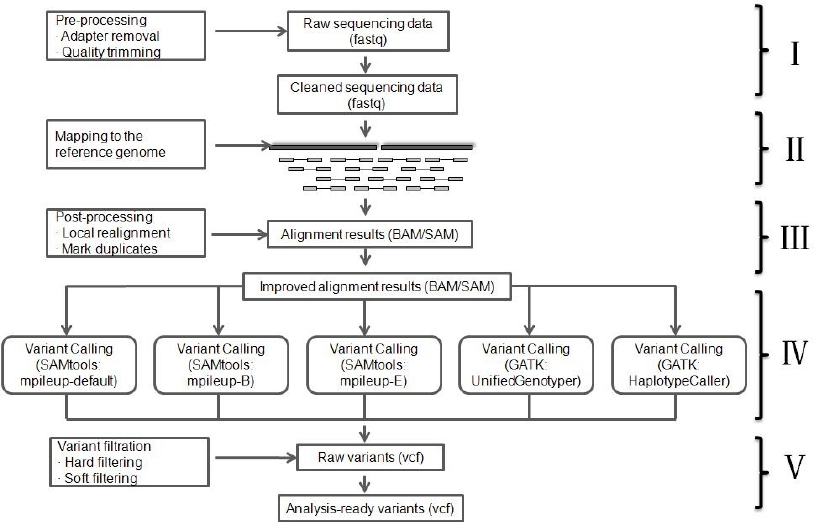 Pre-processing
· Adapter removal
· Quality trimming
Raw sequencing data
(fastq)
I
Cleaned sequencing data
(fastq)
Mapping to the
reference genome
II
Post-processing
· Local realignment
· Mark duplicates
Alignment results (BAM/SAM)
III
Improved alignment results (BAM/SAM)
Variant Calling
(SAMtools:
mpileup-default)
Variant Calling
(SAMtools:
mpileup-B)
Variant Calling
(SAMtools:
mpileup-E)
Variant Calling
(GATK:
UnifiedGenotyper)
Variant Calling
(GATK:
HaplotypeCaller)
IV
Variant filtration
· Hard filtering
· Soft filtering
Raw variants (vcf)
V
Analysis-ready variants (vcf)